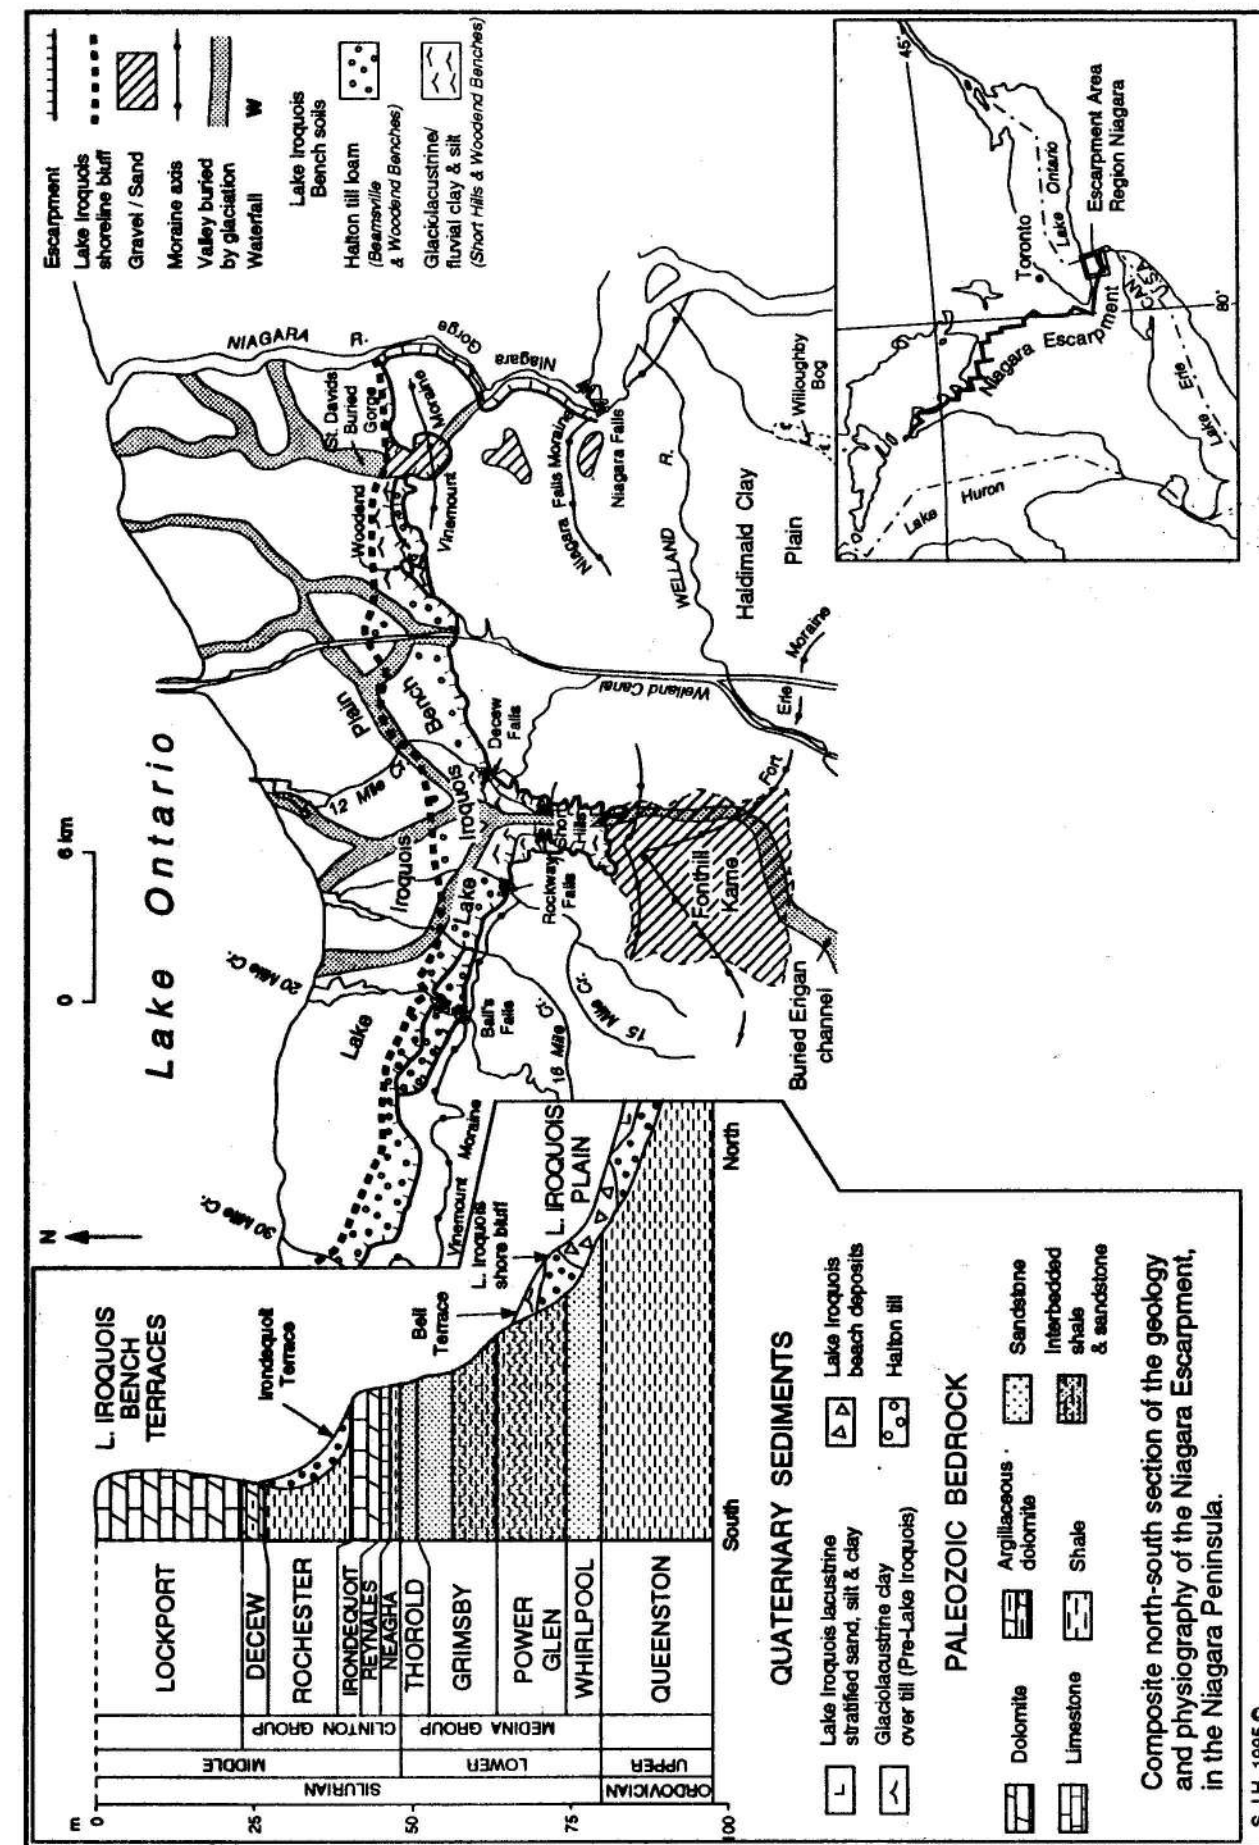 Escarpment
Lake Iroquois
shoreline bluff
Gravel / Sand
Moraine axis
Valley buried
by glaciation
Waterfall
W
Lake Iroquois
Bench soils
Halton till loam
(Beamsville
& Woodend Benches)
Glaciolacustrine/
fluvial clay & silt
(Short Hills & Woodend Benches)
0
6 km
N
Lake Ontario
30 Mile Cr.
20 Mile Cr.
12 Mile Cr.
Lake
Iroquois
Plain
Lake
Iroquois
Bench
Woodend
St. Davids
Buried
Gorge
NIAGARA
R.
Niagara
Gorge
Vinemount
Moraine
Niagara Falls Moraine
Niagara Falls
WELLAND
R.
Willoughby
Bog
Haldimaid Clay
Plain
Welland Canal
Decew
Falls
Short
Hills
Rockway
Falls
Ball's
Falls
16 Mile
Cr.
15 Mile Cr.
Vinemount
Moraine
Fonthill
Kame
Fort
Erie
Moraine
Buried Erigan
channel
45°
80°
Toronto
Lake
Ontario
Escarpment Area
Region Niagara
CAN.
USA
Niagara
Escarpment
Lake
Huron
Lake
Erie
L. IROQUOIS
BENCH
TERRACES
Irondequoit
Terrace
Bell
Terrace
L. Iroquois
shore bluff
L. IROQUOIS
PLAIN
South
North
m
0
25
50
75
100
SILURIAN
ORDOVICIAN
MIDDLE
LOWER
UPPER
CLINTON GROUP
MEDINA GROUP
LOCKPORT
DECEW
ROCHESTER
IRONDEQUOIT
REYNALES
NEAGHA
THOROLD
GRIMSBY
POWER
GLEN
WHIRLPOOL
QUEENSTON
QUATERNARY SEDIMENTS
Lake Iroquois lacustrine
stratified sand, silt & clay
Lake Iroquois
beach deposits
Glaciolacustrine clay
over till (Pre-Lake Iroquois)
Halton till
PALEOZOIC BEDROCK
Dolomite
Argillaceous
dolomite
Sandstone
Limestone
Shale
Interbedded
shale
& sandstone
Composite north-south section of the geology
and physiography of the Niagara Escarpment,
in the Niagara Peninsula.